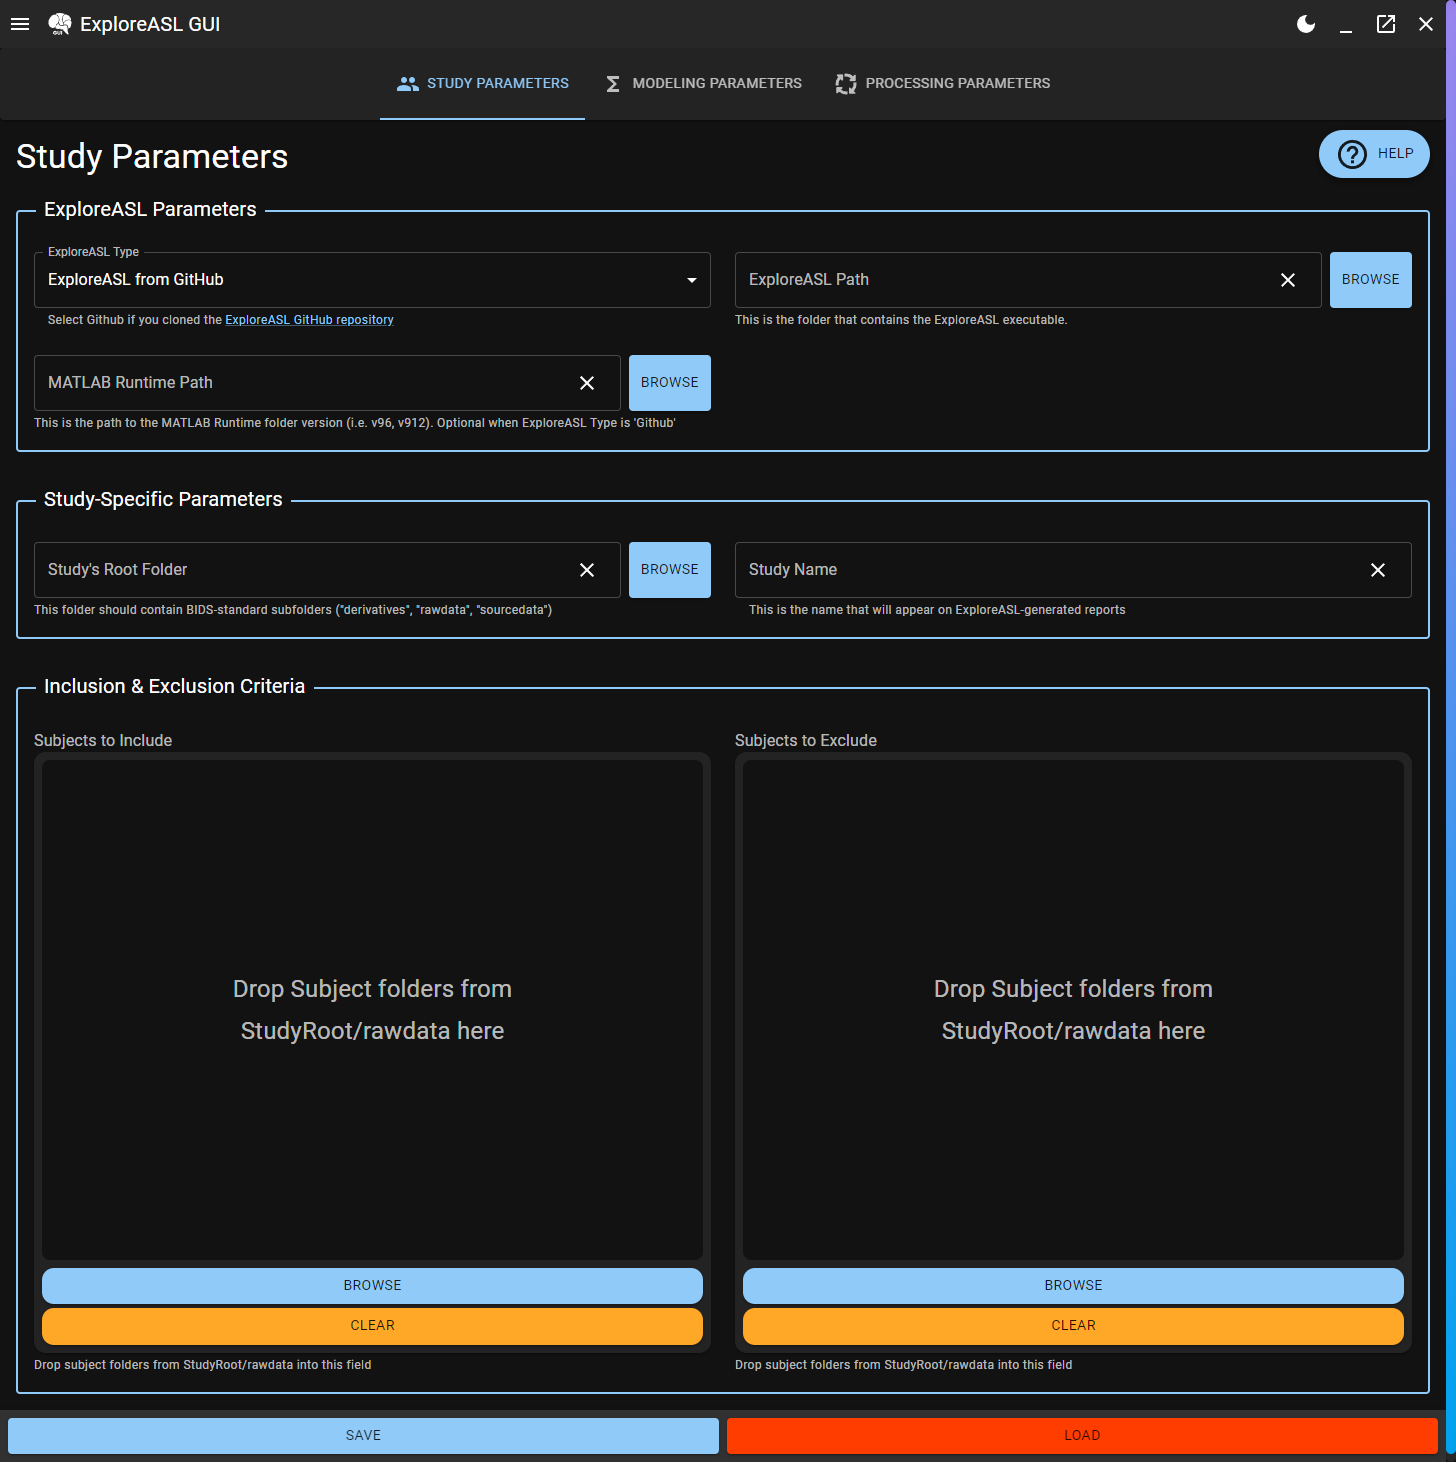 ExploreASL GUI
STUDY PARAMETERS
MODELING PARAMETERS
PROCESSING PARAMETERS
Study Parameters
HELP
ExploreASL Parameters
ExploreASL Type
ExploreASL from GitHub
Select Github if you cloned the ExploreASL GitHub repository
ExploreASL Path
BROWSE
This is the folder that contains the ExploreASL executable.
MATLAB Runtime Path
BROWSE
This is the path to the MATLAB Runtime folder version (i.e. v96, v912). Optional when ExploreASL Type is 'Github'
Study-Specific Parameters
Study's Root Folder
BROWSE
This folder should contain BIDS-standard subfolders ("derivatives", "rawdata", "sourcedata")
Study Name
This is the name that will appear on ExploreASL-generated reports
Inclusion & Exclusion Criteria
Subjects to Include
Drop Subject folders from
StudyRoot/rawdata here
BROWSE
CLEAR
Drop subject folders from StudyRoot/rawdata into this field
Subjects to Exclude
Drop Subject folders from
StudyRoot/rawdata here
BROWSE
CLEAR
Drop subject folders from StudyRoot/rawdata into this field
SAVE
LOAD